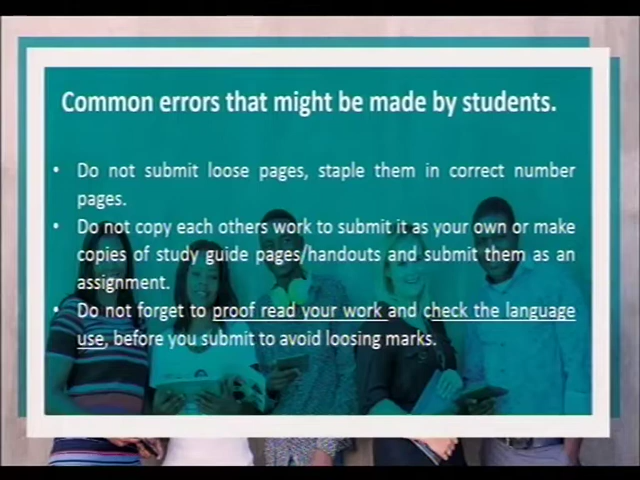 Common errors that might be made by students.
• Do not submit loose pages, staple them in correct number
pages.
• Do not copy each others work to submit it as your own or make
copies of study guide pages/handouts and submit them as an
assignment.
• Do not forget to proof read your work and check the language
use, before you submit to avoid loosing marks.